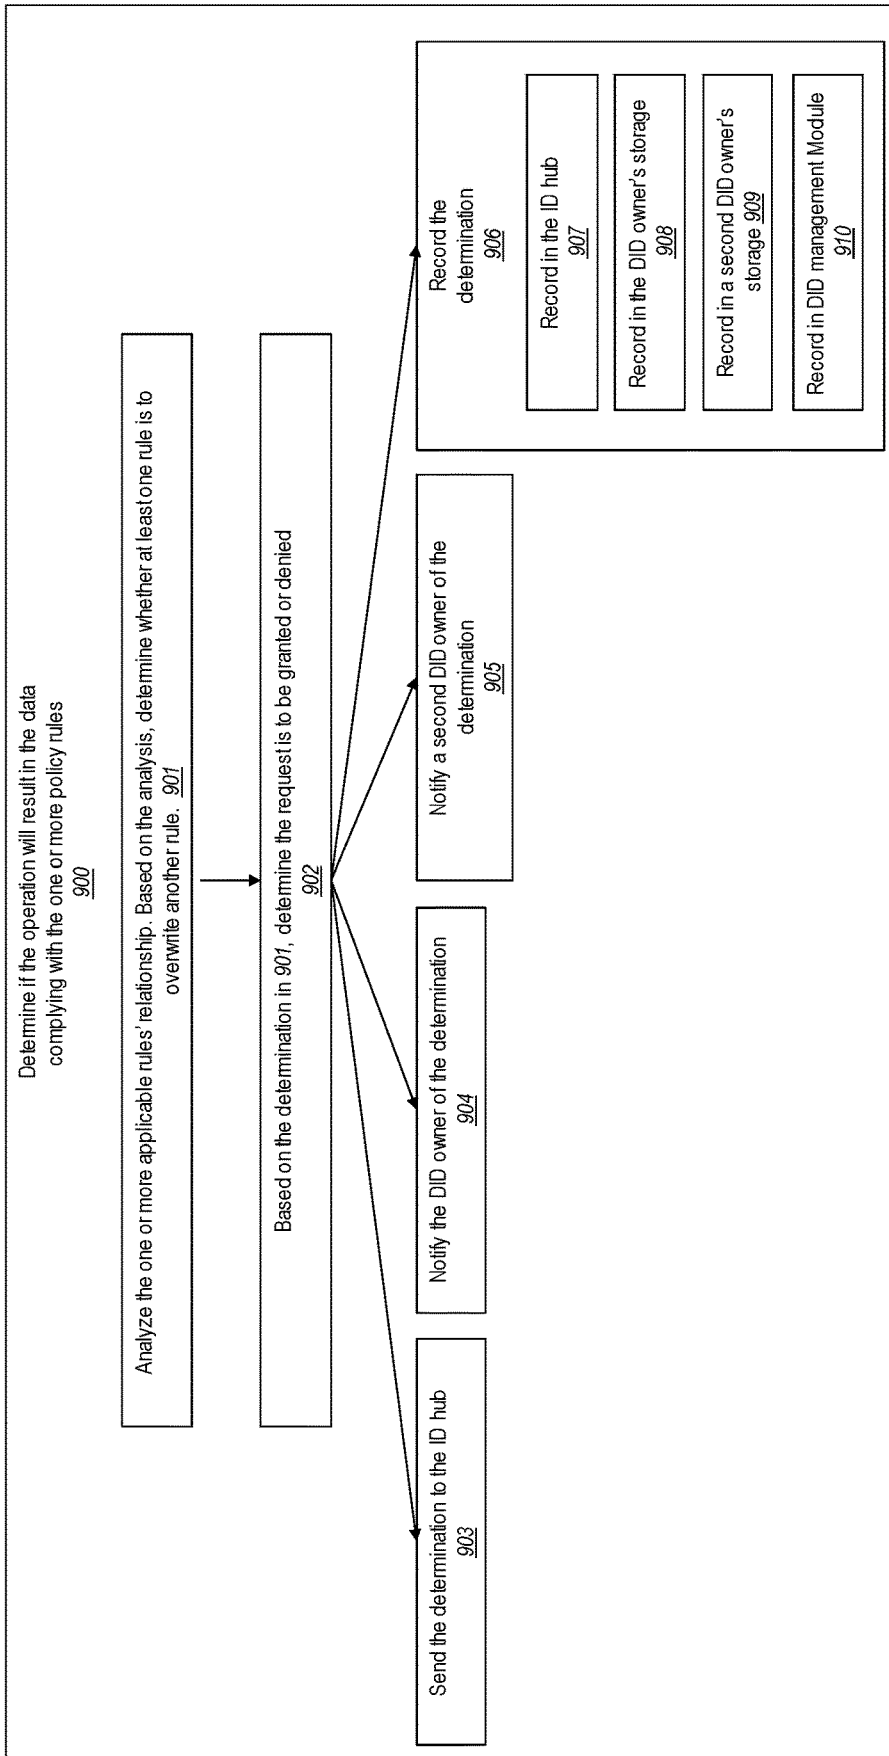 Determine if the operation will result in the data
complying with the one or more policy rules
900
Analyze the one or more applicable rules' relationship. Based on the analysis, determine whether at least one rule is to
overwrite another rule. 901
Based on the determination in 901, determine the request is to be granted or denied
902
Send the determination to the ID hub
903
Notify the DID owner of the determination
904
Notify a second DID owner of the
determination
905
Record the
determination
906
Record in the ID hub
907
Record in the DID owner's storage
908
Record in a second DID owner's
storage 909
Record in DID management Module
910